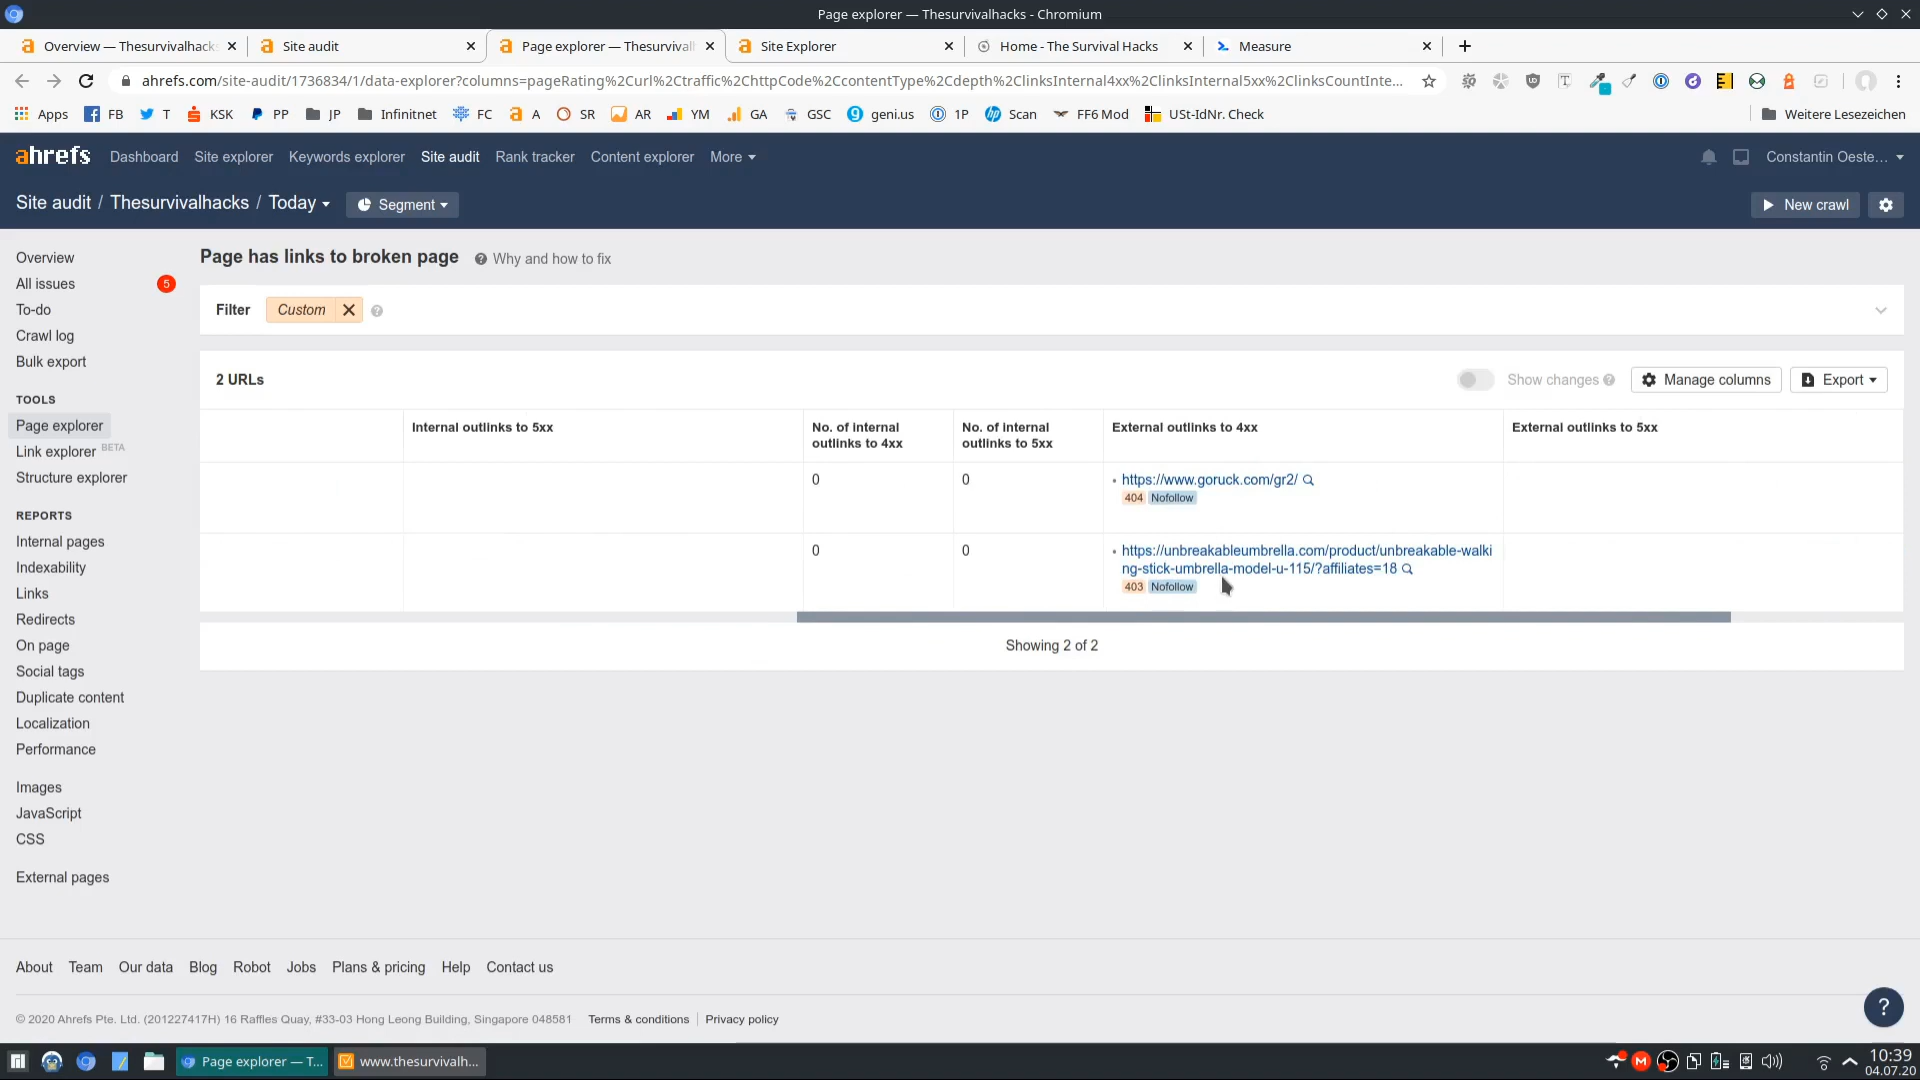 Page explorer — Thesurvivalhacks - Chromium
Overview — Thesurvivalhack
Site audit
Page explorer — Thesurvival
Site Explorer
Home - The Survival Hacks
Measure
ahrefs.com/site-audit/1736834/1/data-explorer?columns=pageRating%2Curl%2Ctraffic%2ChttpCode%2CcontentType%2Cdepth%2ClinksInternal4xx%2ClinksInternal5xx%2ClinksCountInte...
Apps FB T KSK PP JP Infinitnet FC A SR AR YM GA GSC geni.us 1P Scan FF6 Mod USt-IdNr. Check Weitere Lesezeichen
ahrefs Dashboard Site explorer Keywords explorer Site audit Rank tracker Content explorer More Constantin Oeste...
Site audit / Thesurvivalhacks / Today Segment New crawl
Overview
All issues 5
To-do
Crawl log
Bulk export
TOOLS
Page explorer
Link explorer BETA
Structure explorer
REPORTS
Internal pages
Indexability
Links
Redirects
On page
Social tags
Duplicate content
Localization
Performance
Images
JavaScript
CSS
External pages
Page has links to broken page Why and how to fix
Filter Custom
2 URLs Show changes Manage columns Export
Internal outlinks to 5xx
No. of internal outlinks to 4xx
No. of internal outlinks to 5xx
External outlinks to 4xx
External outlinks to 5xx
0 0 https://www.goruck.com/gr2/
404 Nofollow
0 0 https://unbreakableumbrella.com/product/unbreakable-walki
ng-stick-umbrella-model-u-115/?affiliates=18
403 Nofollow
Showing 2 of 2
About Team Our data Blog Robot Jobs Plans & pricing Help Contact us
© 2020 Ahrefs Pte. Ltd. (201227417H) 16 Raffles Quay, #33-03 Hong Leong Building, Singapore 048581 Terms & conditions Privacy policy
?
Page explorer — T...
www.thesurvivalh...
10:39
04.07.20